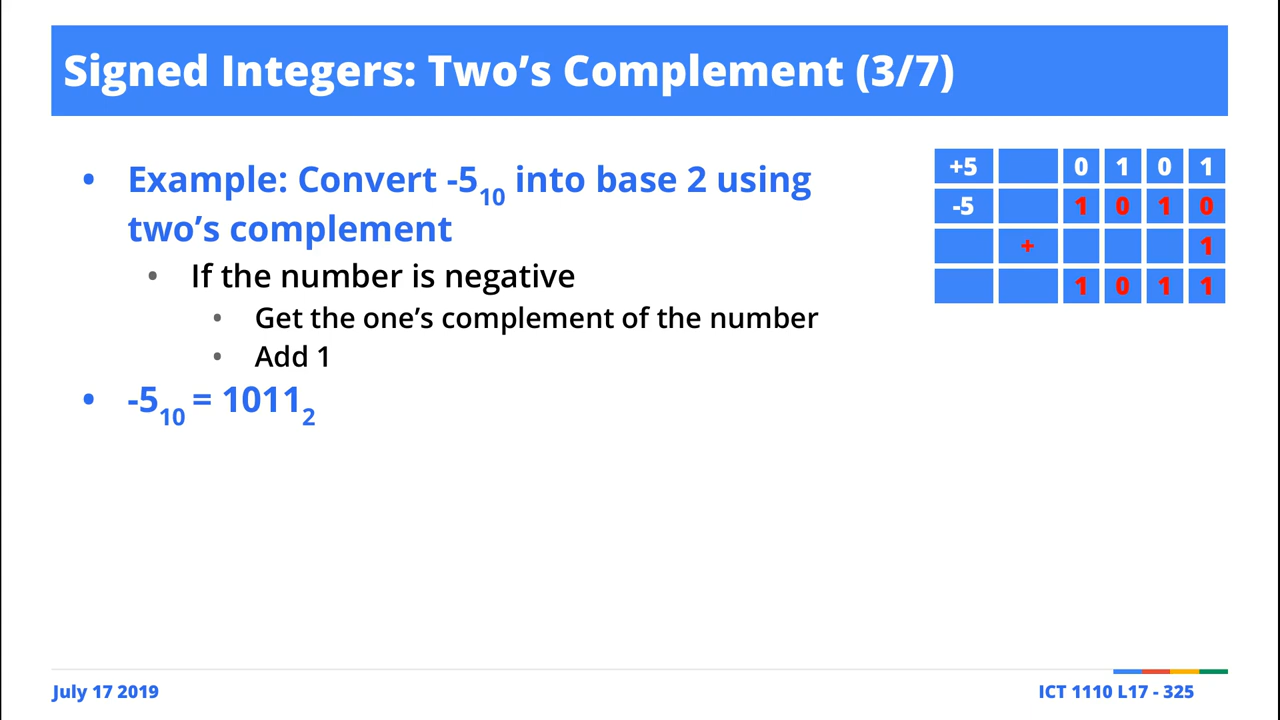 Signed Integers: Two’s Complement (3/7)
• Example: Convert -5₁₀ into base 2 using
two’s complement
• If the number is negative
• Get the one’s complement of the number
• Add 1
• -5₁₀ = 1011₂
+5 0 1 0 1
-5 1 0 1 0
+ 1
1 0 1 1
July 17 2019
ICT 1110 L17 - 325